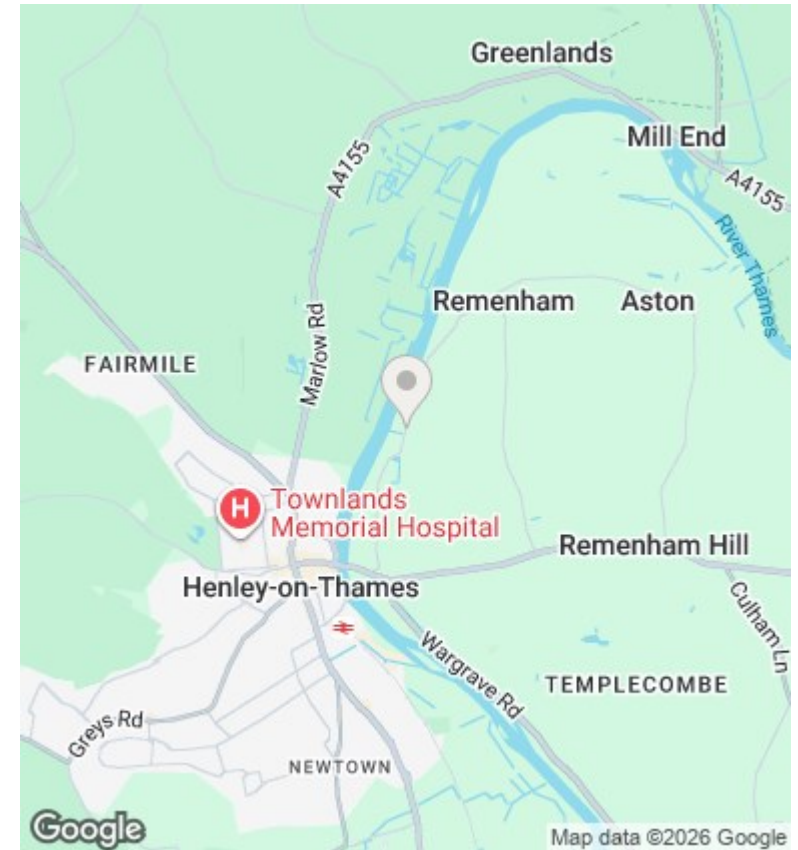 Greenlands
Mill End
A4155
A4155
River Thames
Remenham
Aston
Marlow Rd
FAIRMILE
H
Townlands
Memorial Hospital
Remenham Hill
Henley-on-Thames
Culham Ln
Wargrave Rd
TEMPLECOMBE
Greys Rd
NEWTOWN
Google
Map data ©2026 Google